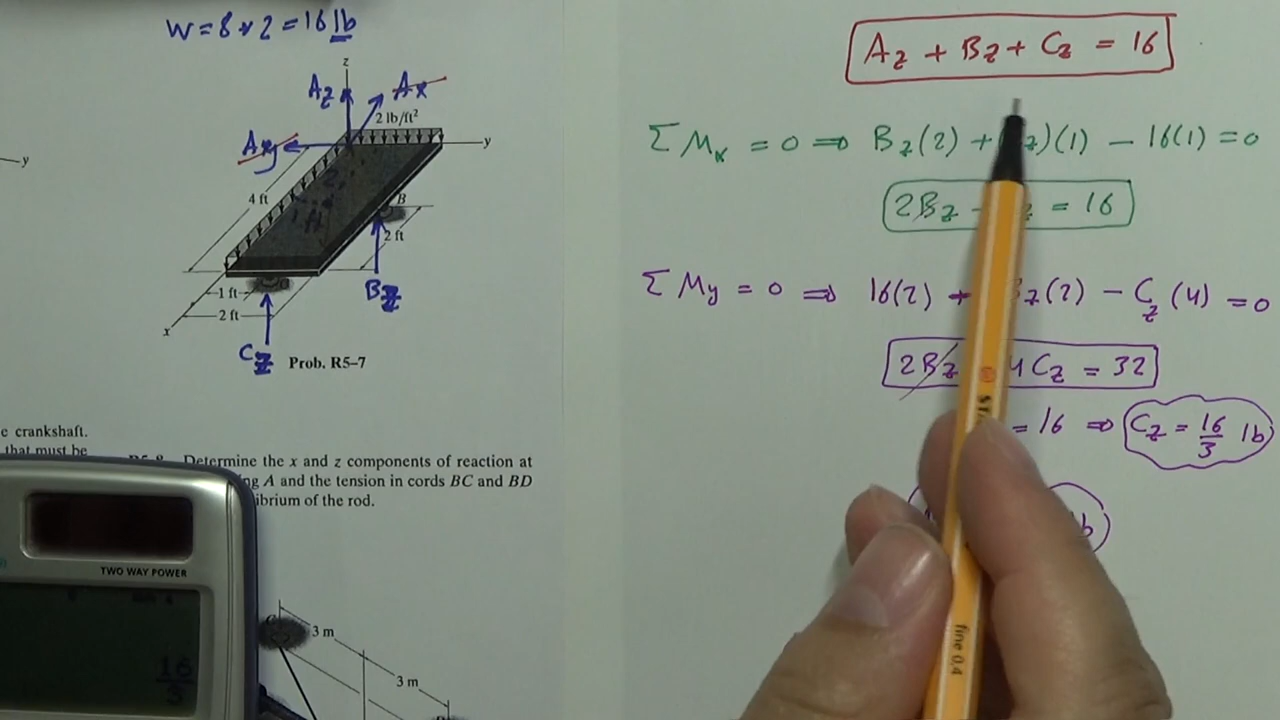 W = 8 * 2 = 16 lb
z
Az
Ax
2 lb/ft²
Ay
y
y
4 ft
B
2 ft
Bz
1 ft
2 ft
x
Cz
Prob. R5–7
e crankshaft.
that must be
Determine the x and z components of reaction at
A and the tension in cords BC and BD
of the rod.
3 m
3 m
TWO WAY POWER
16
3
Az + Bz + Cz = 16
Σ Mx = 0 ⇒ Bz(2) + z)(1) − 16(1) = 0
2Bz = 16
Σ My = 0 ⇒ 16(2) z(2) − Cz(4) = 0
2Bz 4Cz = 32
= 16 ⇒ Cz = 16/3 lb
b
STA
fine 0,4